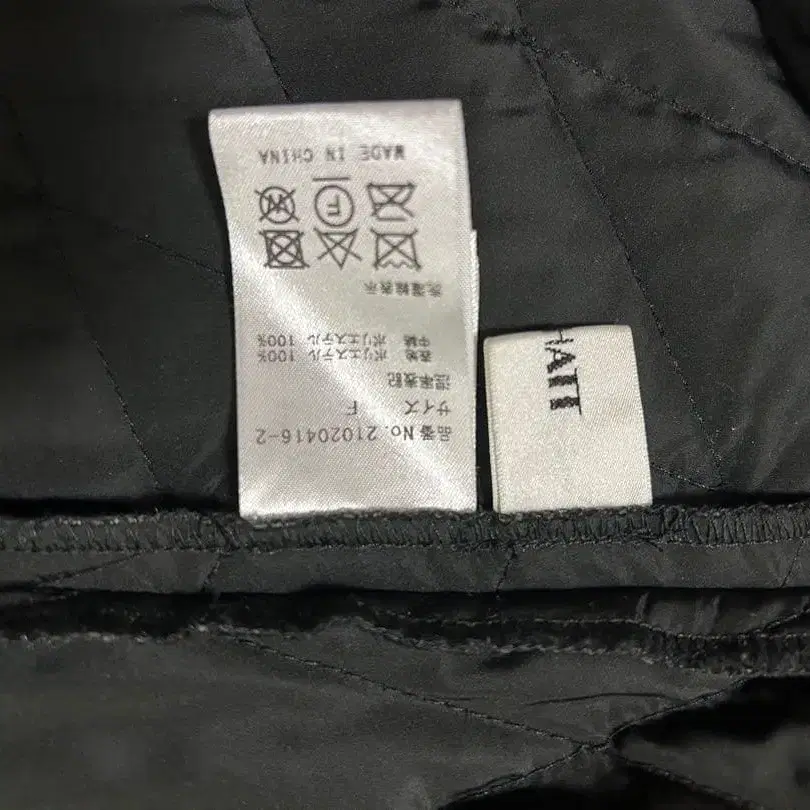 品番 No. 21020416-2
サイズ F
混率表記
表地 ポリエステル 100%
中綿 ポリエステル 100%
洗濯絵表示
F
W
MADE IN CHINA
HATI